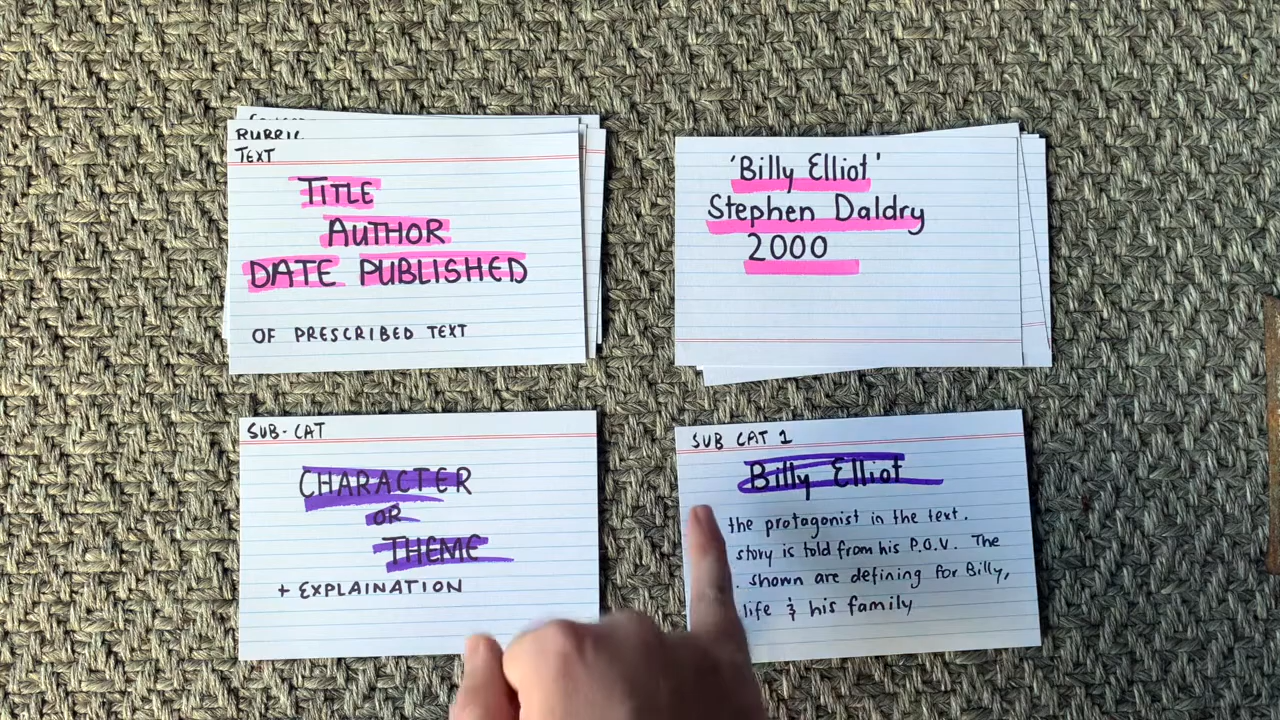 RUBRIC
TEXT
TITLE
AUTHOR
DATE PUBLISHED
OF PRESCRIBED TEXT
'Billy Elliot'
Stephen Daldry
2000
SUB-CAT
CHARACTER
OR
THEME
+ EXPLAINATION
SUB CAT 1
Billy Elliot
the protagonist in the text.
story is told from his P.O.V. The
shown are defining for Billy,
life & his family